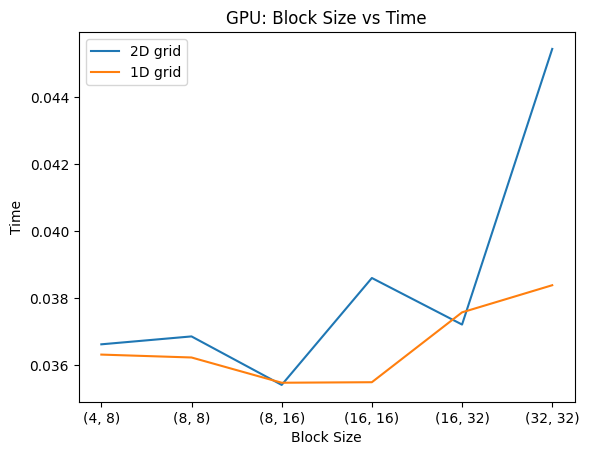 GPU: Block Size vs Time
2D grid
1D grid
0.044
0.042
0.040
0.038
0.036
Time
(4, 8) (8, 8) (8, 16) (16, 16) (16, 32) (32, 32)
Block Size